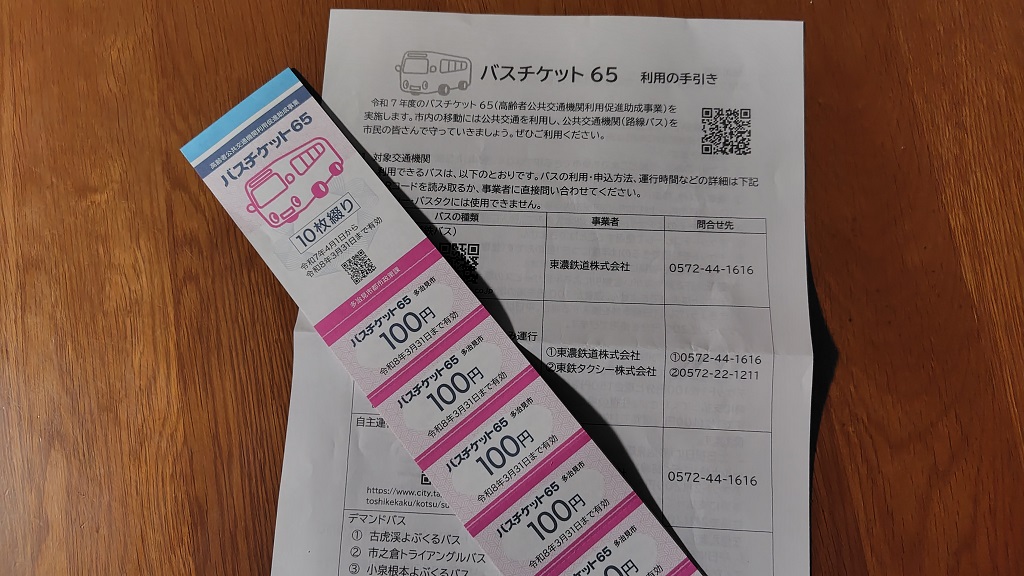 高齢者公共交通機関利用促進助成事業
バスチケット65
10枚綴り
令和7年4月1日から
令和8年3月31日まで有効
多治見市都市政策課
バスチケット65 多治見市
100円
令和8年3月31日まで有効
バスチケット65 多治見市
100円
令和8年3月31日まで有効
バスチケット65 多治見市
100円
令和8年3月31日まで有効
バスチケット65 多治見市
100円
令和8年3月31日まで有効
65 多治見市
0円
日まで有効
バスチケット 65 利用の手引き
令和7年度のバスチケット 65(高齢者公共交通機関利用促進助成事業)を
実施します。市内の移動には公共交通を利用し、公共交通機関(路線バス)を
市民の皆さんで守っていきましょう。ぜひご利用ください。
対象交通機関
利用できるバスは、以下のとおりです。バスの利用・申込方法、運行時間などの詳細は下記
コードを読み取るか、事業者に直接問い合わせてください。
バスタクには使用できません。
バスの種類 事業者 問合せ先
バス)
東濃鉄道株式会社 0572-44-1616
運行
①東濃鉄道株式会社 ①0572-44-1616
②東鉄タクシー株式会社 ②0572-22-1211
自主運
0572-44-1616
https://www.city.ta
toshikekaku/kotsu/su
デマンドバス
① 古虎渓よぶくるバス
② 市之倉トライアングルバス
③ 小泉根本よぶくるバス